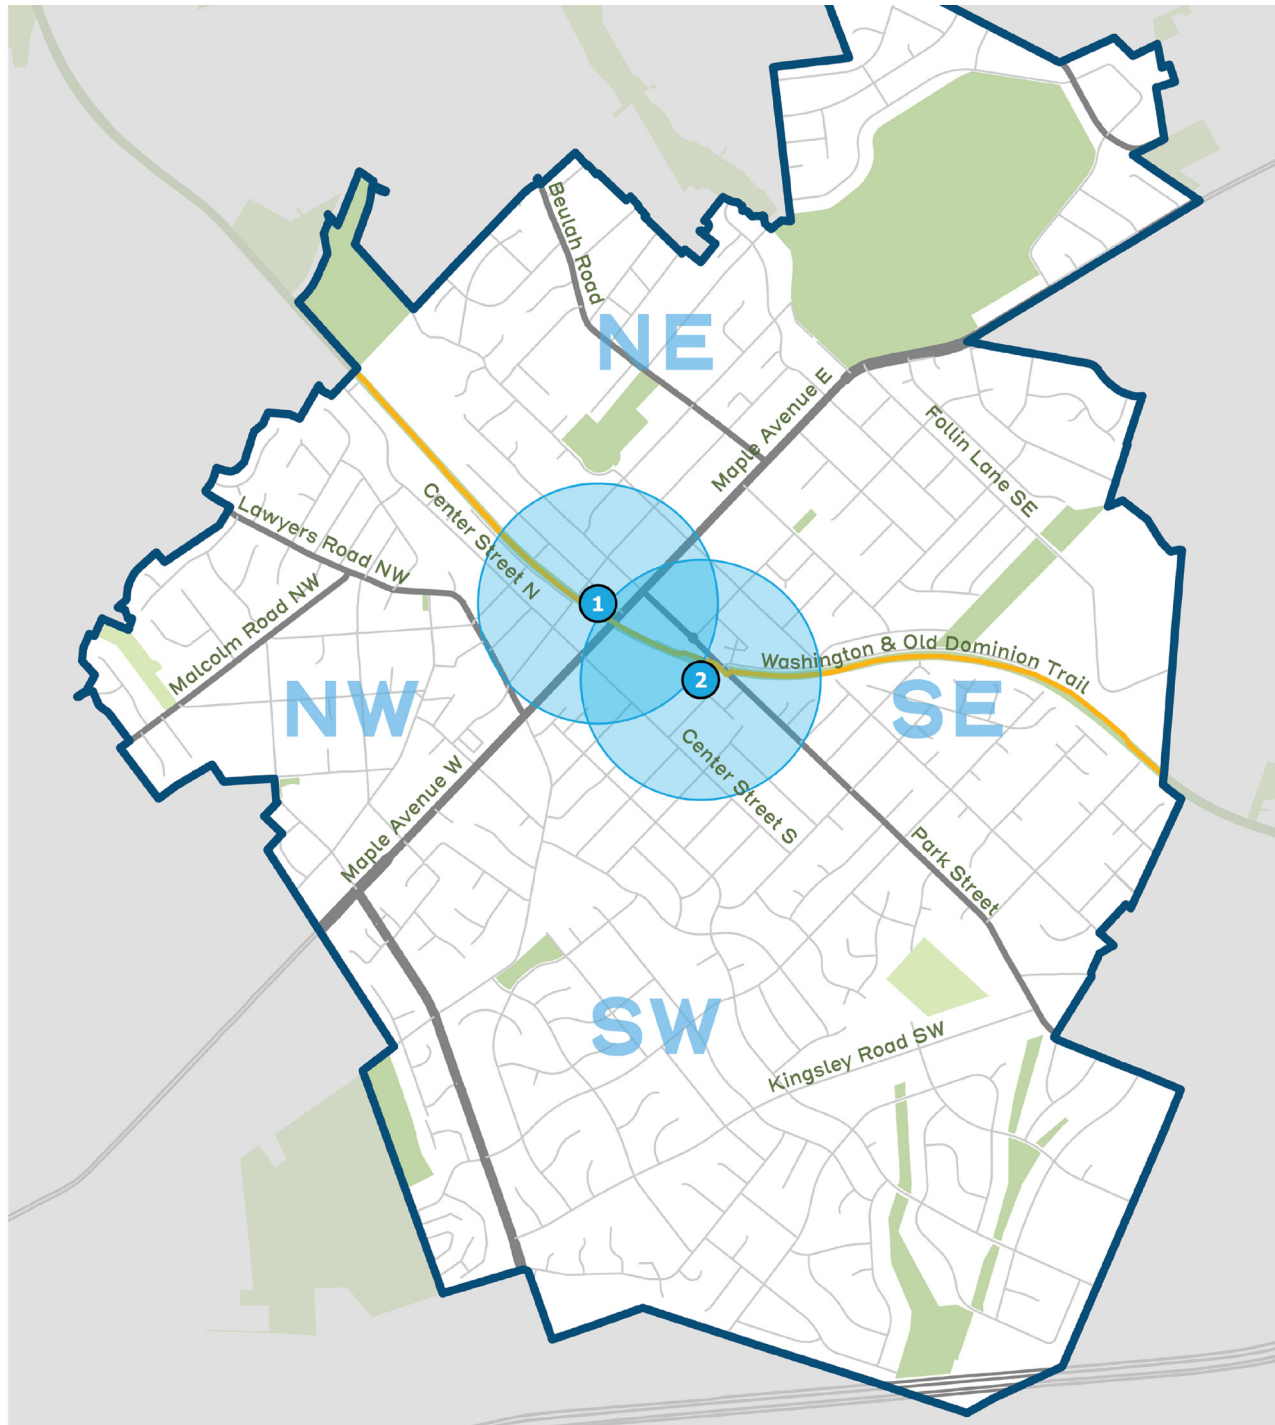 Beulah Road
NE
Maple Avenue E
Follin Lane SE
Center Street N
Lawyers Road NW
Malcolm Road NW
1
Washington & Old Dominion Trail
2
NW
SE
Center Street S
Maple Avenue W
Park Street
SW
Kingsley Road SW